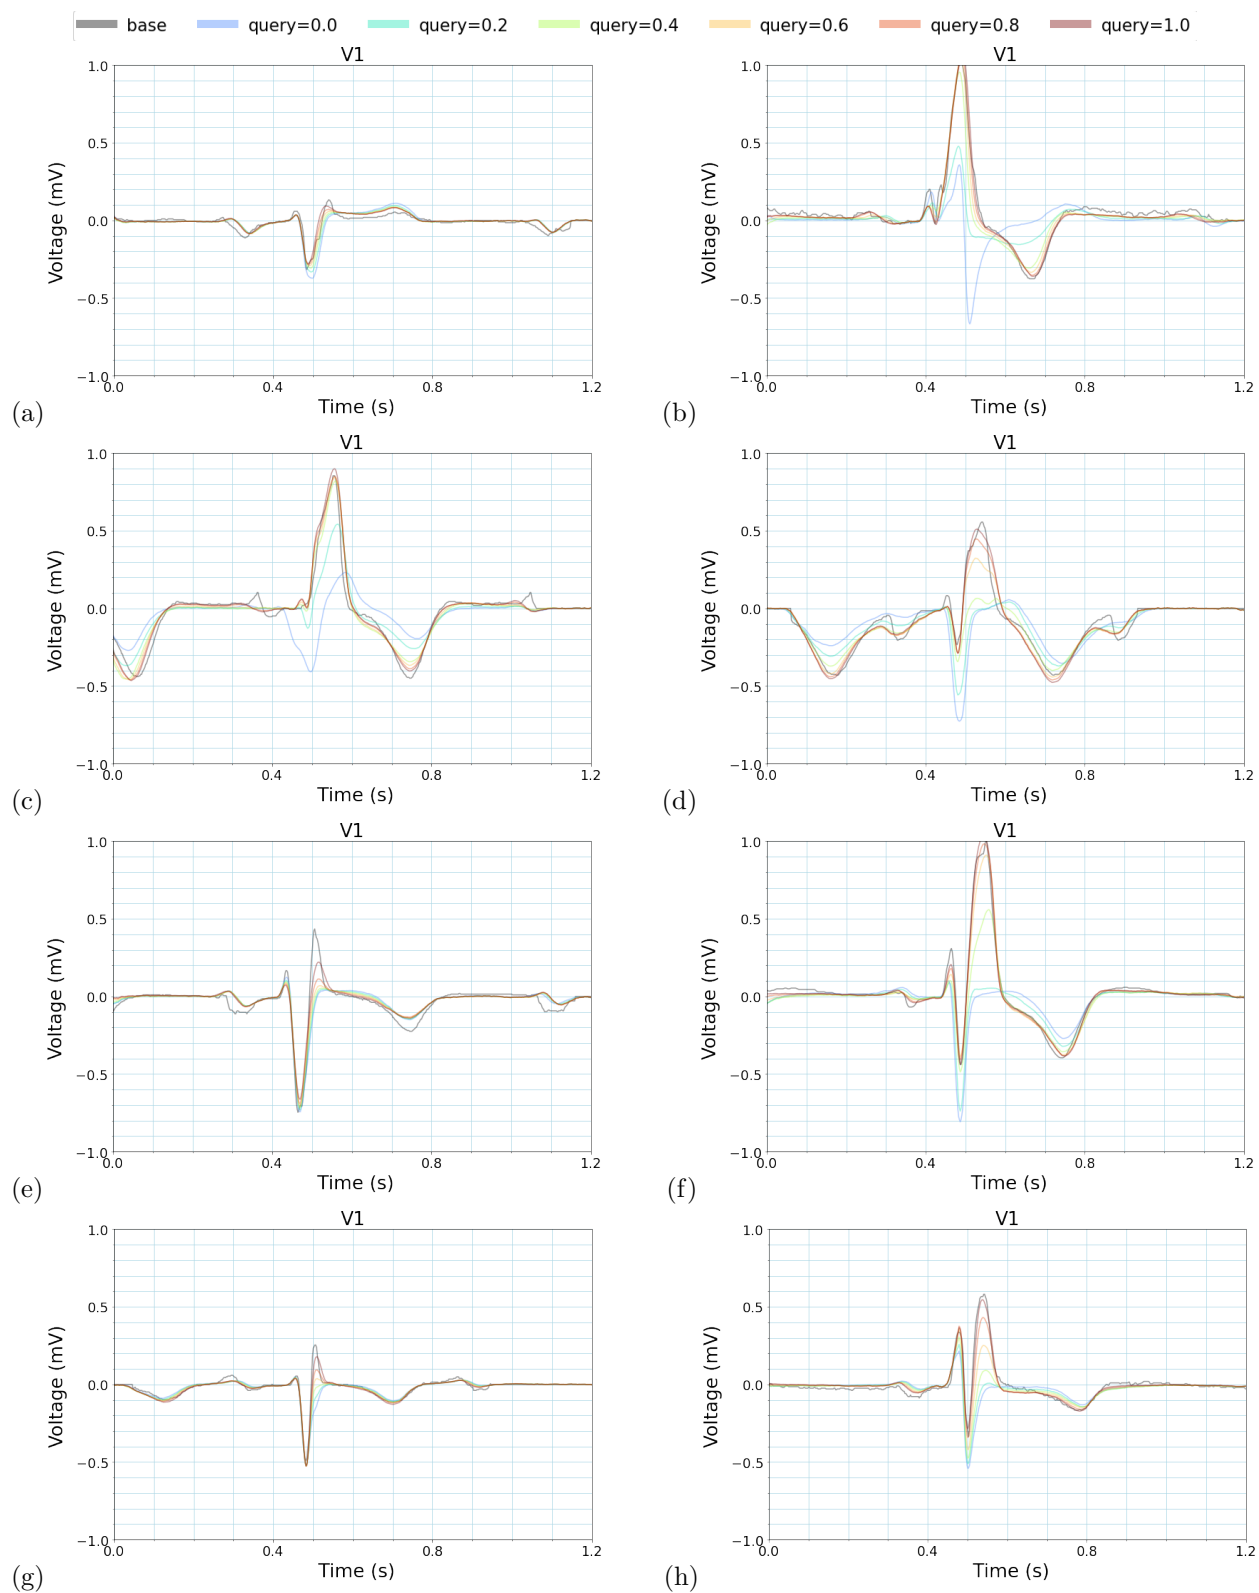 base query=0.0 query=0.2 query=0.4 query=0.6 query=0.8 query=1.0
V1 V1
1.0 1.0
0.5 0.5
0.0 0.0
−0.5 −0.5
−1.0 −1.0
0.0 0.4 0.8 1.2 0.0 0.4 0.8 1.2
Voltage (mV) Voltage (mV)
Time (s) Time (s)
(a) (b)
V1 V1
1.0 1.0
0.5 0.5
0.0 0.0
−0.5 −0.5
−1.0 −1.0
0.0 0.4 0.8 1.2 0.0 0.4 0.8 1.2
Voltage (mV) Voltage (mV)
Time (s) Time (s)
(c) (d)
V1 V1
1.0 1.0
0.5 0.5
0.0 0.0
−0.5 −0.5
−1.0 −1.0
0.0 0.4 0.8 1.2 0.0 0.4 0.8 1.2
Voltage (mV) Voltage (mV)
Time (s) Time (s)
(e) (f)
V1 V1
1.0 1.0
0.5 0.5
0.0 0.0
−0.5 −0.5
−1.0 −1.0
0.0 0.4 0.8 1.2 0.0 0.4 0.8 1.2
Voltage (mV) Voltage (mV)
Time (s) Time (s)
(g) (h)